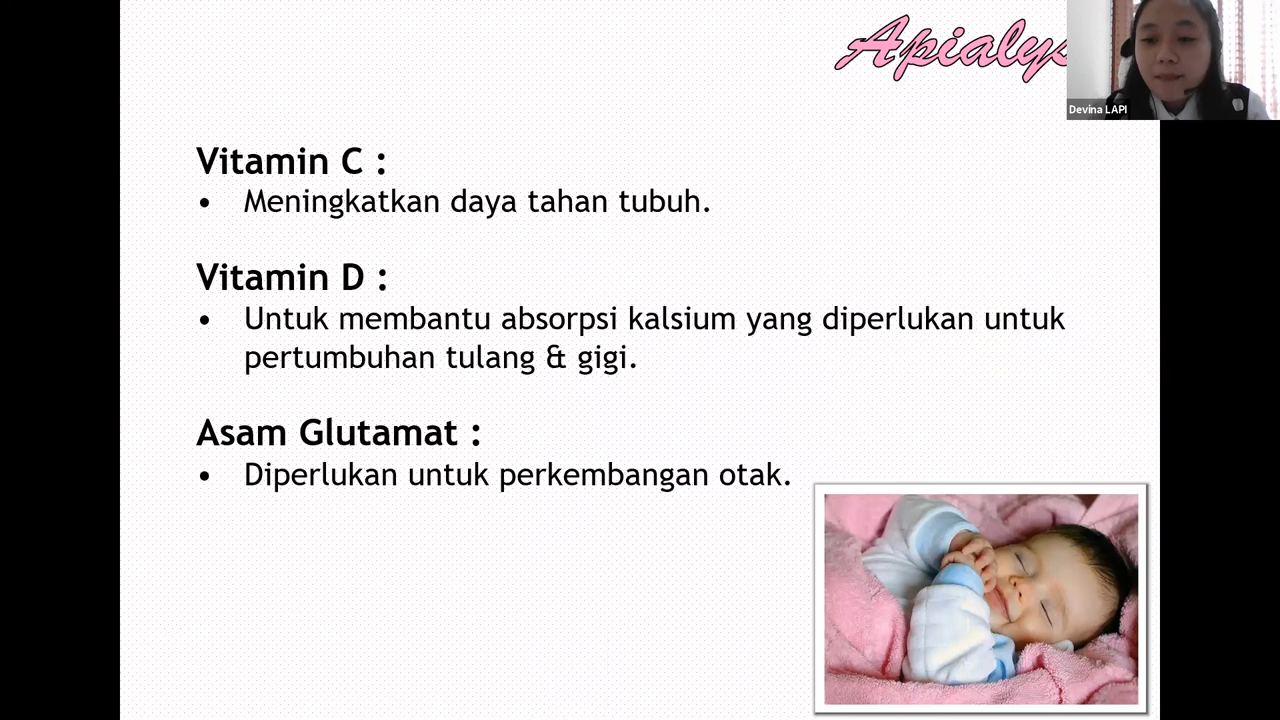 Devina LAPI
Vitamin C :
• Meningkatkan daya tahan tubuh.
Vitamin D :
• Untuk membantu absorpsi kalsium yang diperlukan untuk
pertumbuhan tulang & gigi.
Asam Glutamat :
• Diperlukan untuk perkembangan otak.